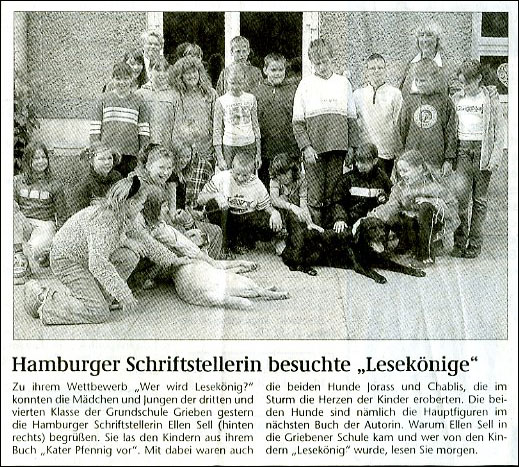 Hamburger Schriftstellerin besuchte „Lesekönige“
Zu ihrem Wettbewerb „Wer wird Lesekönig?“
konnten die Mädchen und Jungen der dritten und
vierten Klasse der Grundschule Grieben gestern
die Hamburger Schriftstellerin Ellen Sell (hinten
rechts) begrüßen. Sie las den Kindern aus ihrem
Buch „Kater Pfennig vor“. Mit dabei waren auch
die beiden Hunde Jorass und Chablis, die im
Sturm die Herzen der Kinder eroberten. Die bei-
den Hunde sind nämlich die Hauptfiguren im
nächsten Buch der Autorin. Warum Ellen Sell in
die Griebener Schule kam und wer von den Kin-
dern „Lesekönig“ wurde, lesen Sie morgen.